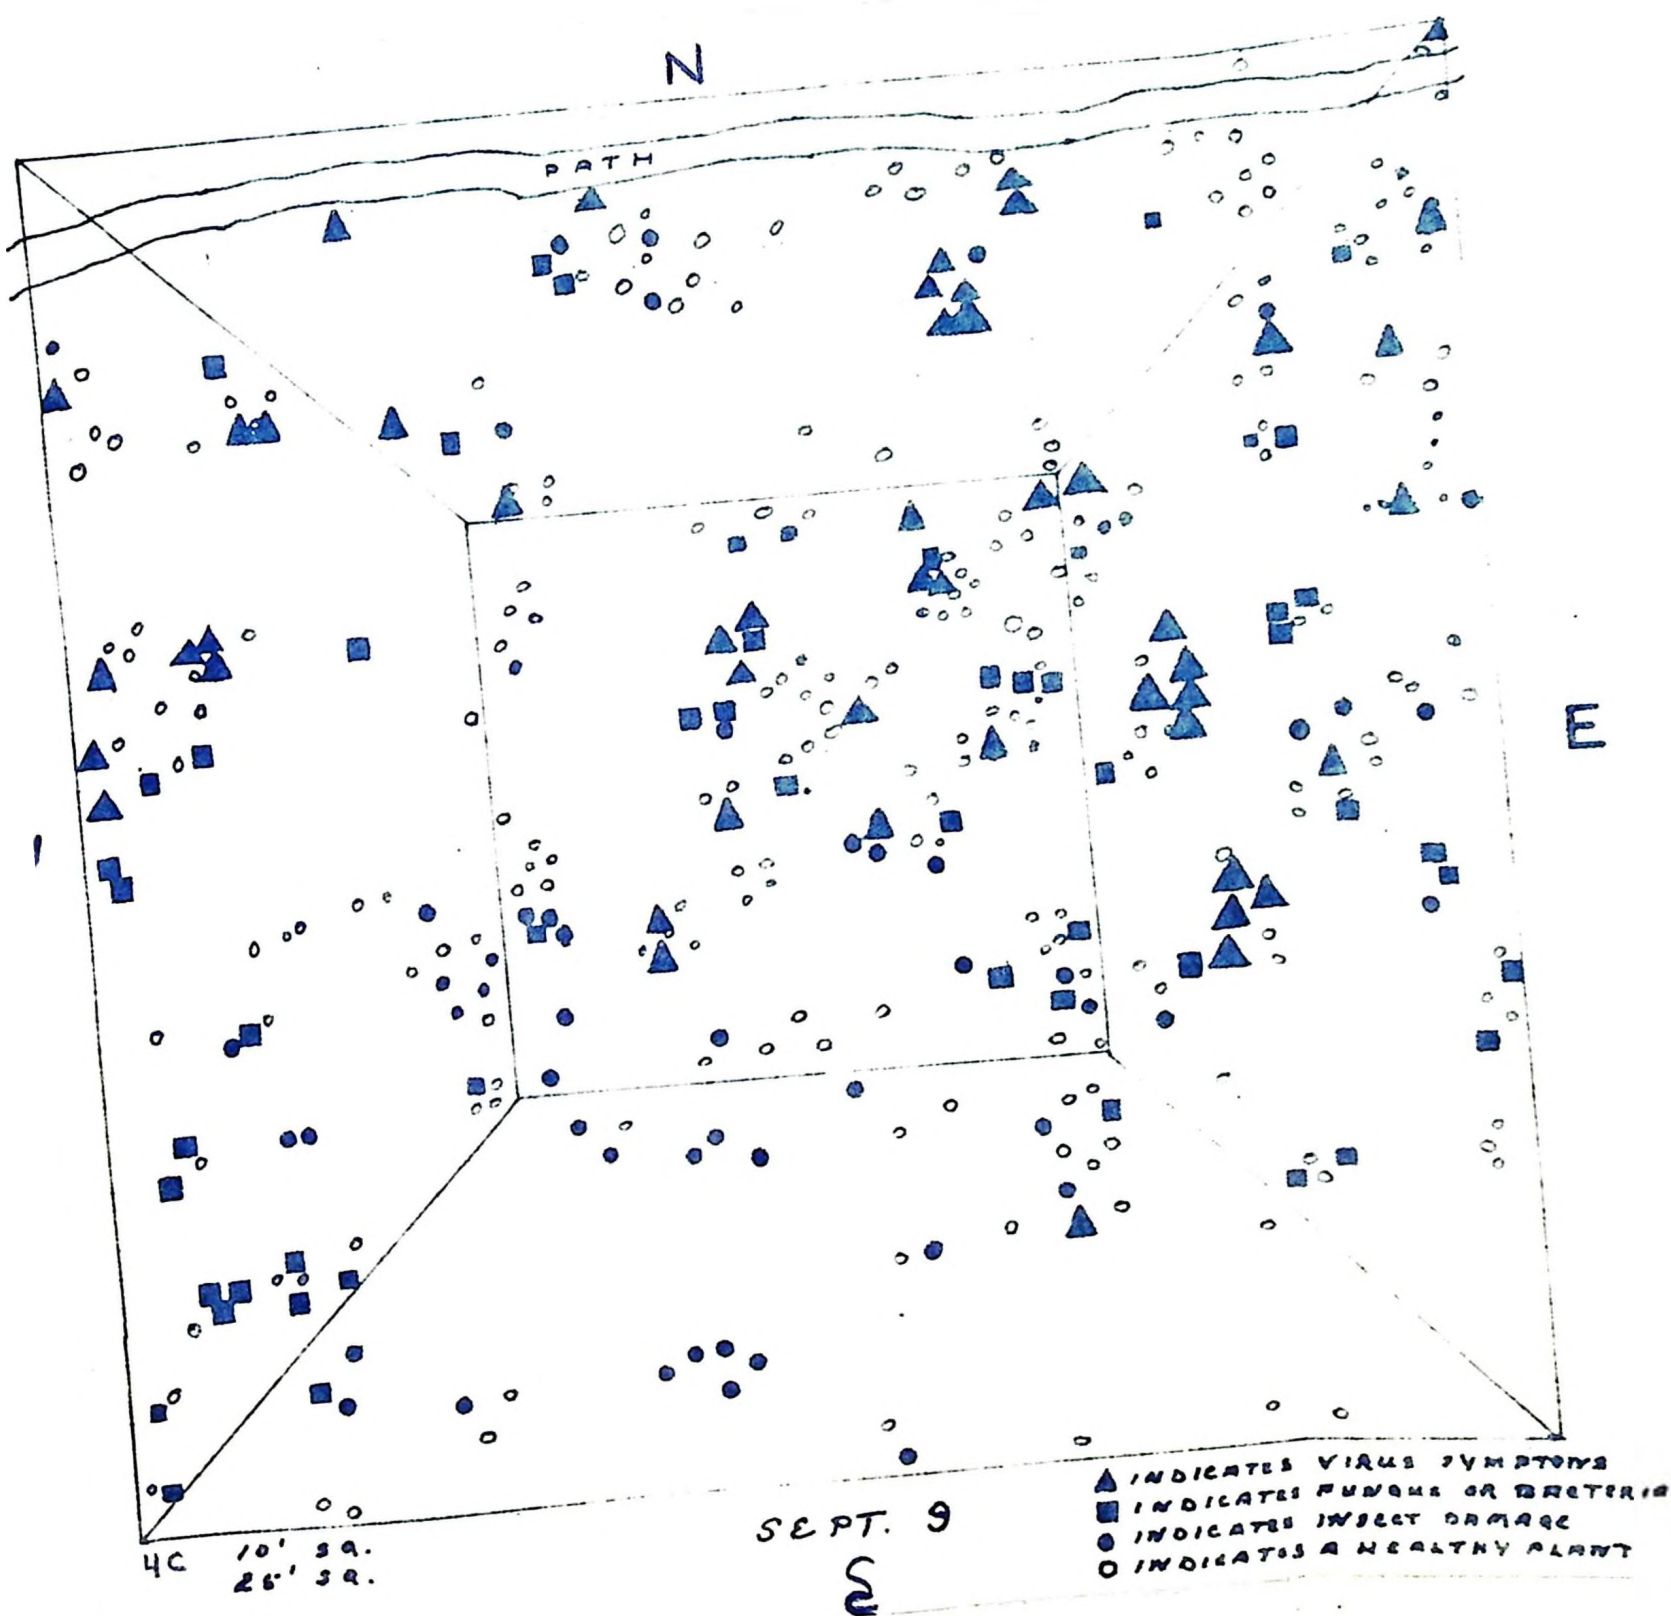 N
PATH
E
SEPT. 9
S
4C
10' SQ.
25' SQ.
INDICATES VIRUS SYMPTOMS
INDICATES FUNGUS OR BACTERIA
INDICATES INSECT DAMAGE
INDICATES A HEALTHY PLANT